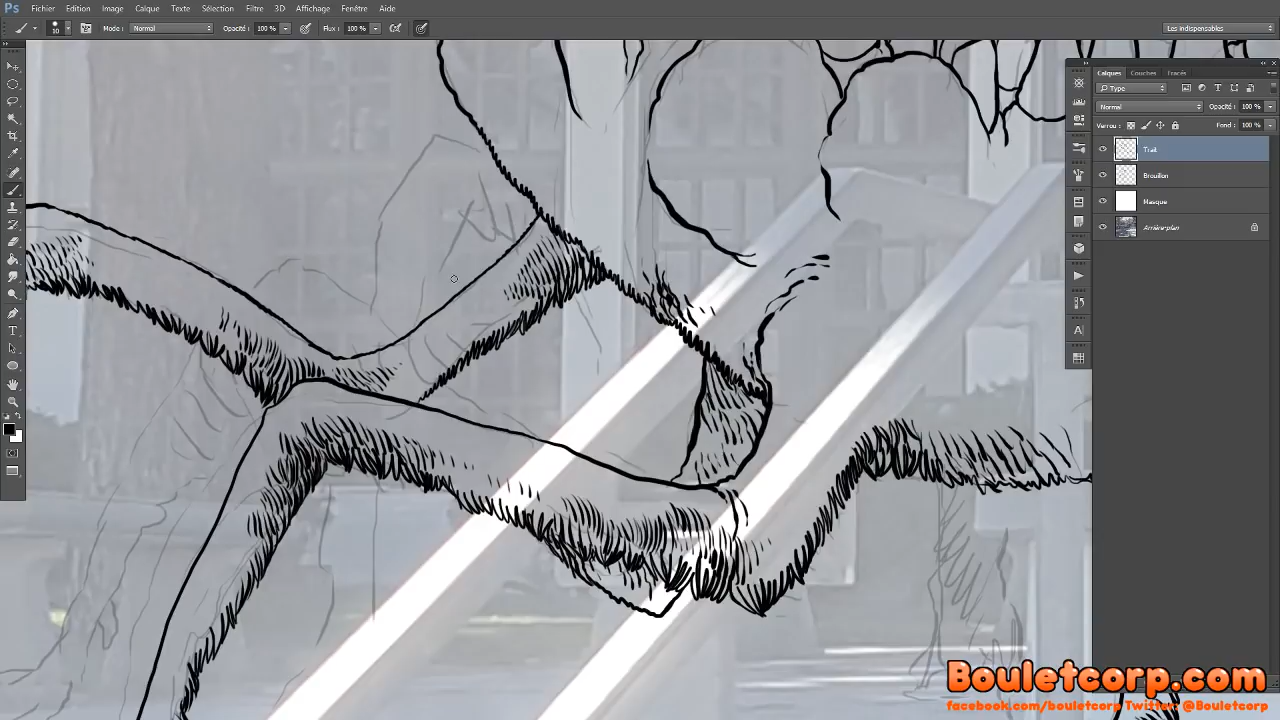 Ps Fichier Edition Image Calque Texte Sélection Filtre 3D Affichage Fenêtre Aide
10 Mode : Normal Opacité : 100 % Flux : 100 % Les indispensables
Calques Couches Tracés
Type
Normal Opacité : 100 %
Verrou : Fond : 100 %
Trait
Brouillon
Masque
Arrière-plan
Bouletcorp.com
facebook.com/bouletcorp Twitter: @Bouletcorp